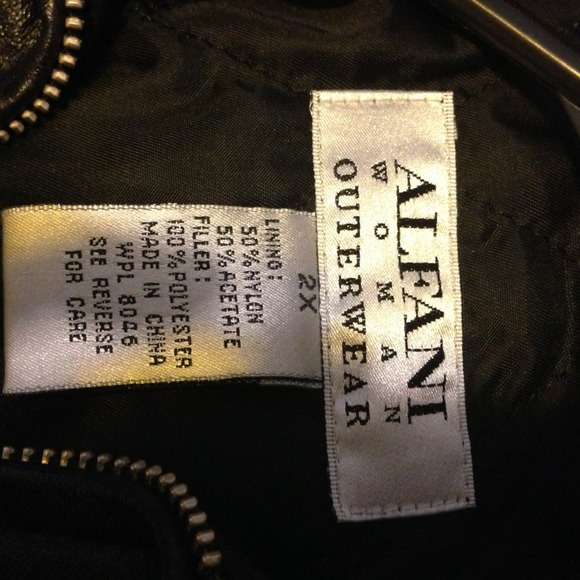 ALFANI
WOMAN
OUTERWEAR
2X
LINING:
50% NYLON
50% ACETATE
FILLER:
100% POLYESTER
MADE IN CHINA
WPL 8046
SEE REVERSE
FOR CARE